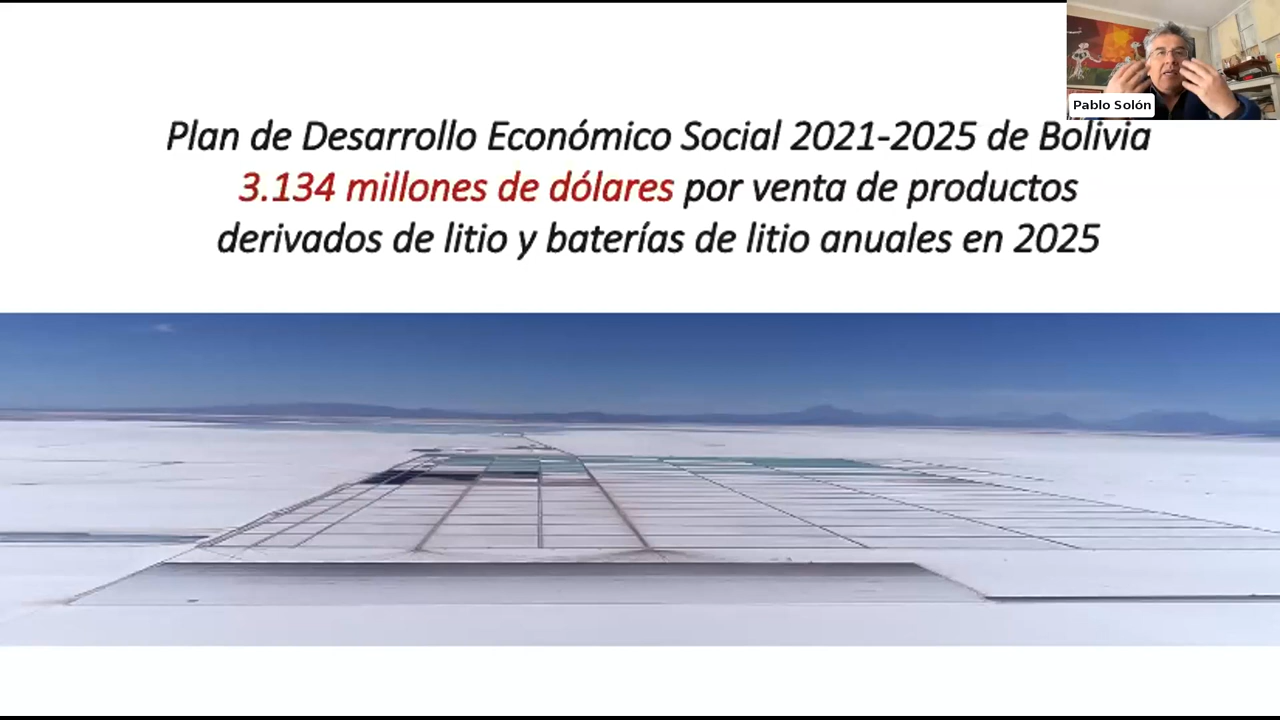 Pablo Solón
Plan de Desarrollo Económico Social 2021-2025 de Bolivia
3.134 millones de dólares por venta de productos
derivados de litio y baterías de litio anuales en 2025